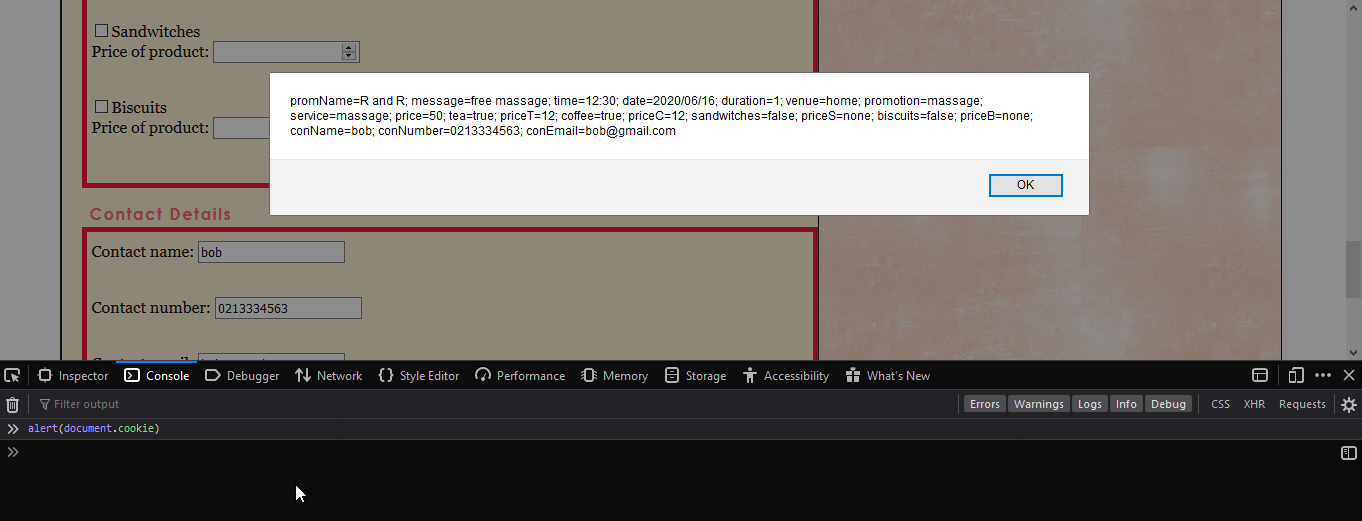 Sandwitches
Price of product:
Biscuits
Price of product:
promName=R and R; message=free massage; time=12:30; date=2020/06/16; duration=1; venue=home; promotion=massage;
service=massage; price=50; tea=true; priceT=12; coffee=true; priceC=12; sandwitches=false; priceS=none; biscuits=false; priceB=none;
conName=bob; conNumber=0213334563; conEmail=bob@gmail.com
OK
Contact Details
Contact name: bob
Contact number: 0213334563
Inspector Console Debugger Network {} Style Editor Performance Memory Storage Accessibility What's New
Filter output Errors Warnings Logs Info Debug CSS XHR Requests
>> alert(document.cookie)
>>